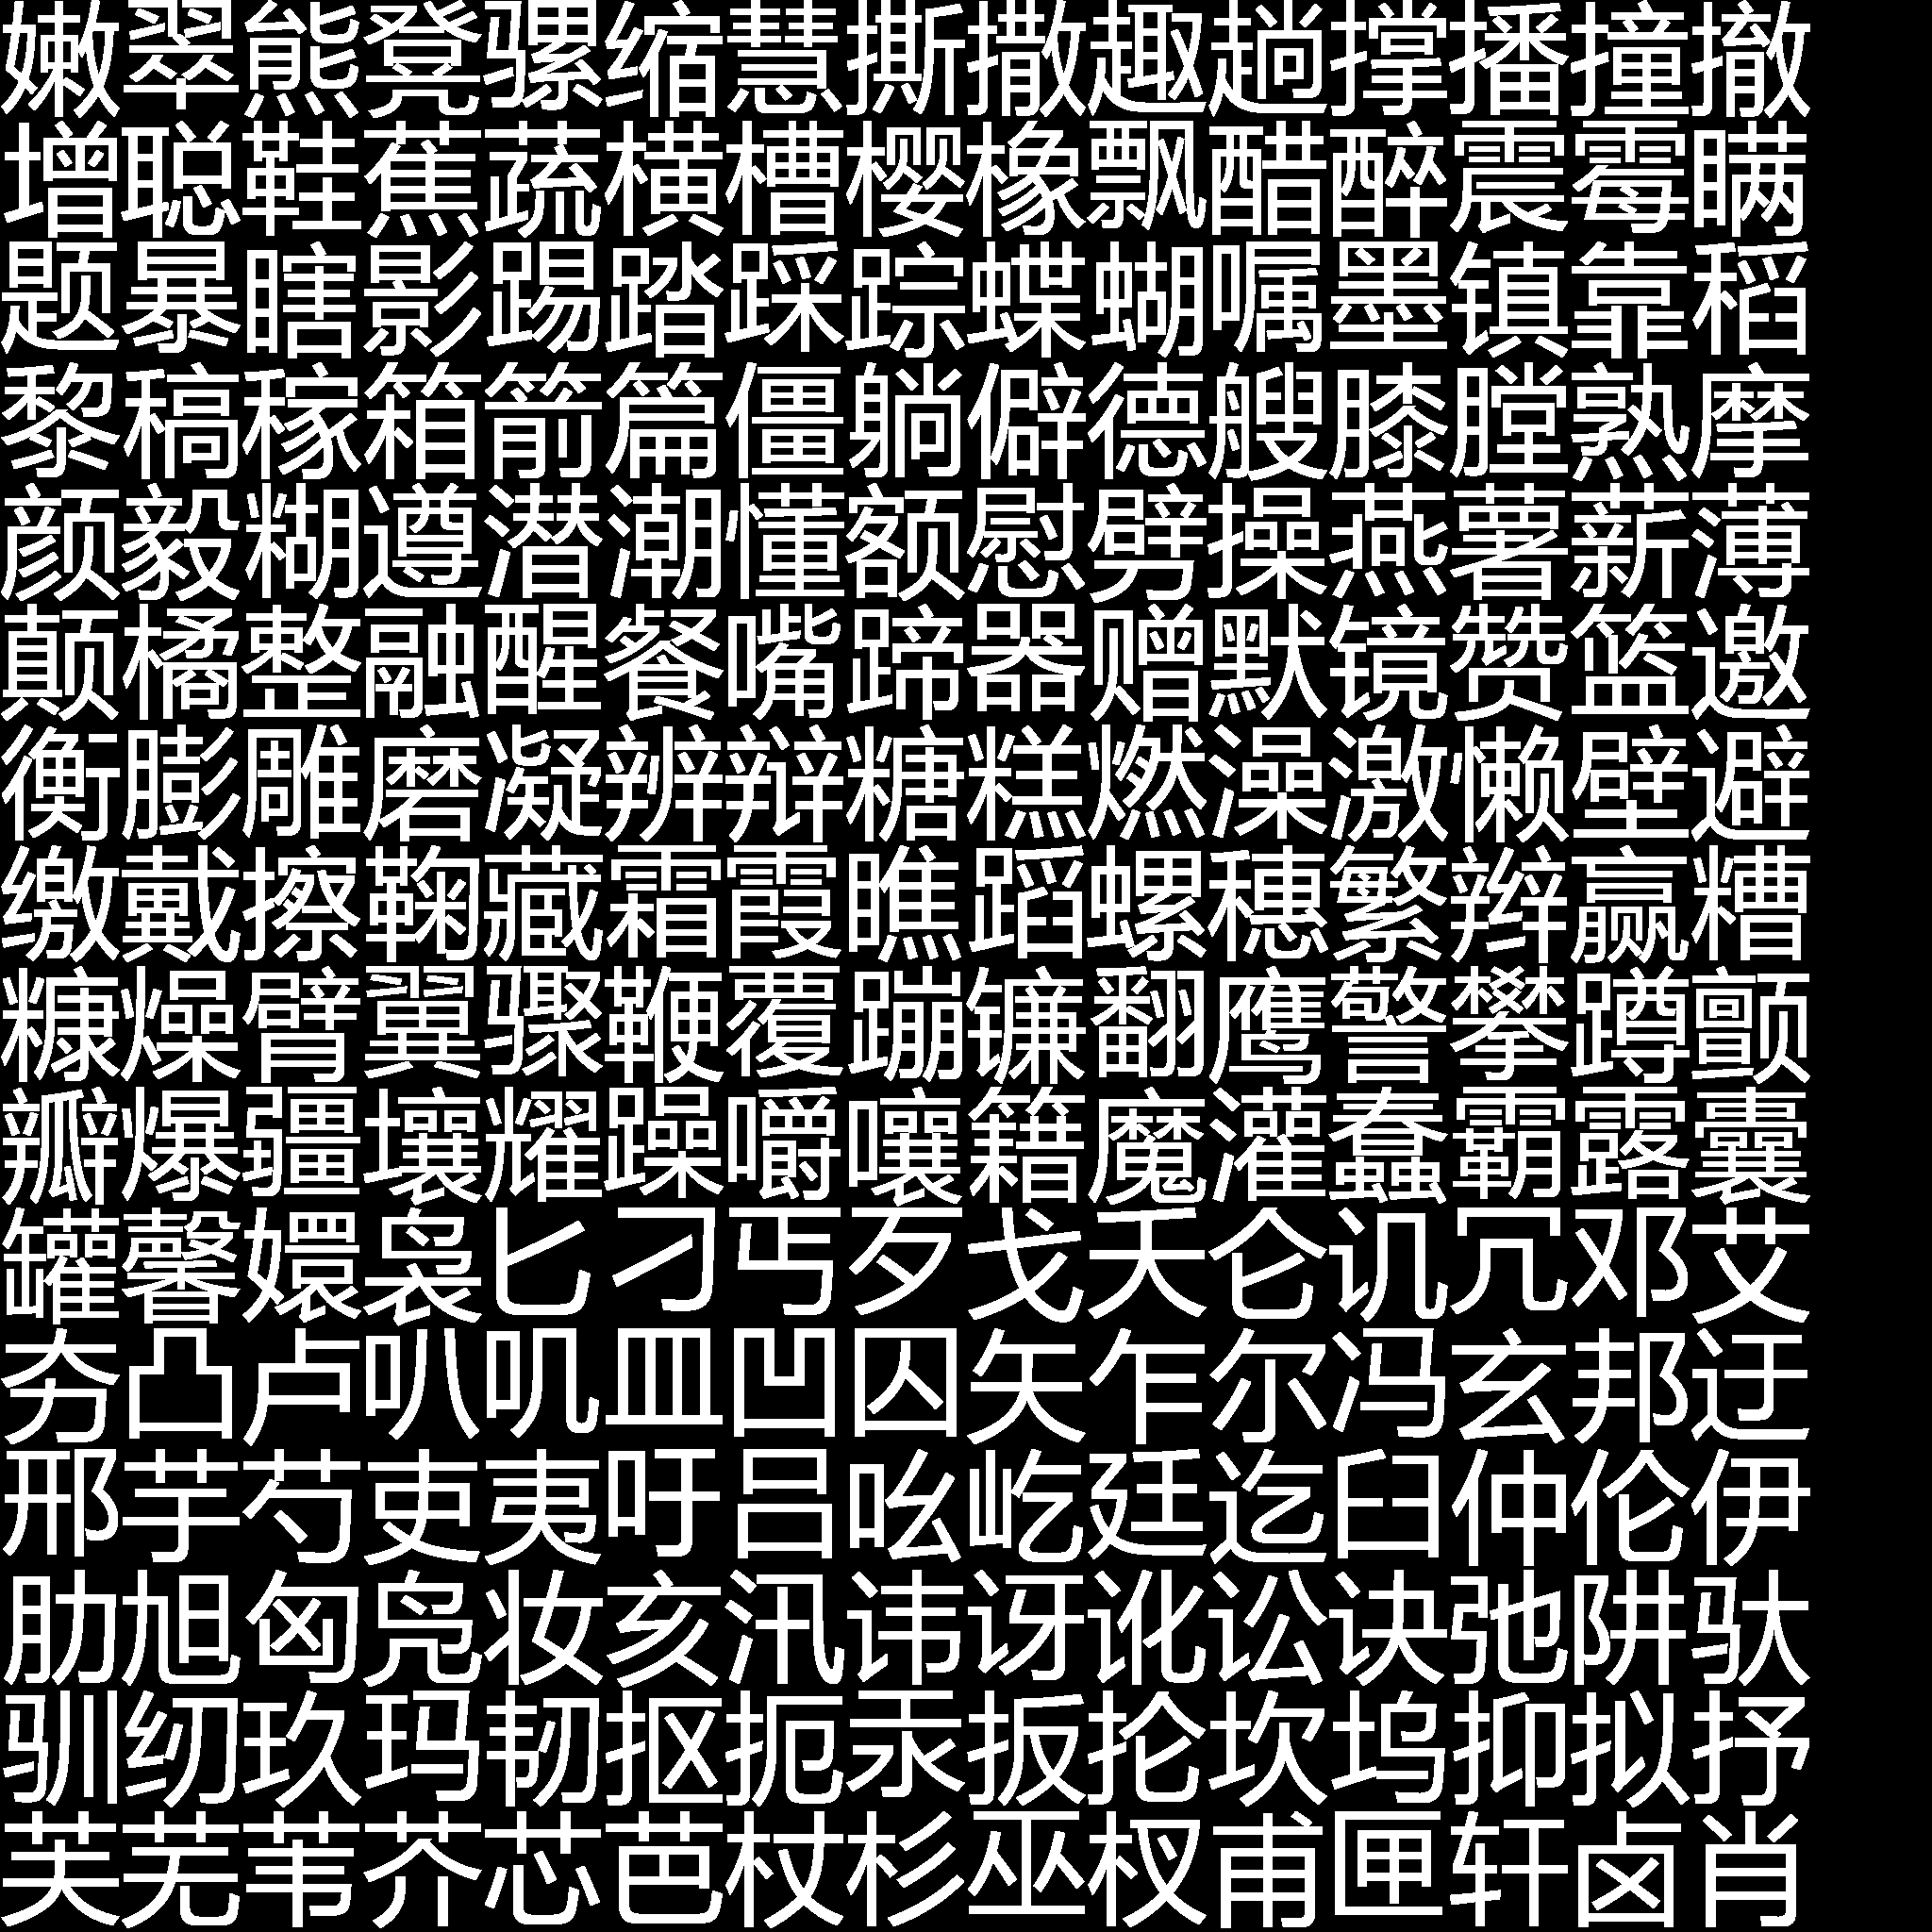 嫩翠熊凳骡缩慧撕撒趣趟撑播撞撤
增聪鞋蕉蔬横槽樱橡飘醋醉震霉瞒
题暴瞎影踢踏踩踪蝶蝴嘱墨镇靠稻
黎稿稼箱箭篇僵躺僻德艘膝膛熟摩
颜毅糊遵潜潮懂额慰劈操燕薯薪薄
颠橘整融醒餐嘴蹄器赠默镜赞篮邀
衡膨雕磨凝辨辩糖糕燃澡激懒壁避
缴戴擦鞠藏霜霞瞧蹈螺穗繁辫赢糟
糠燥臂翼骤鞭覆蹦镰翻鹰警攀蹲颤
瓣爆疆壤耀躁嚼嚷籍魔灌蠢霸露囊
罐馨嬛袅匕刁丐歹戈夭仑讥冗邓艾
夯凸卢叭叽皿凹囚矢乍尔冯玄邦迂
邢芋芍吏夷吁吕吆屹廷迄臼仲伦伊
肋旭匈凫妆亥汛讳讶讹讼诀弛阱驮
驯纫玖玛韧抠扼汞扳抡坎坞抑拟抒
芙芜苇芥芯芭杖杉巫杈甫匣轩卤肖